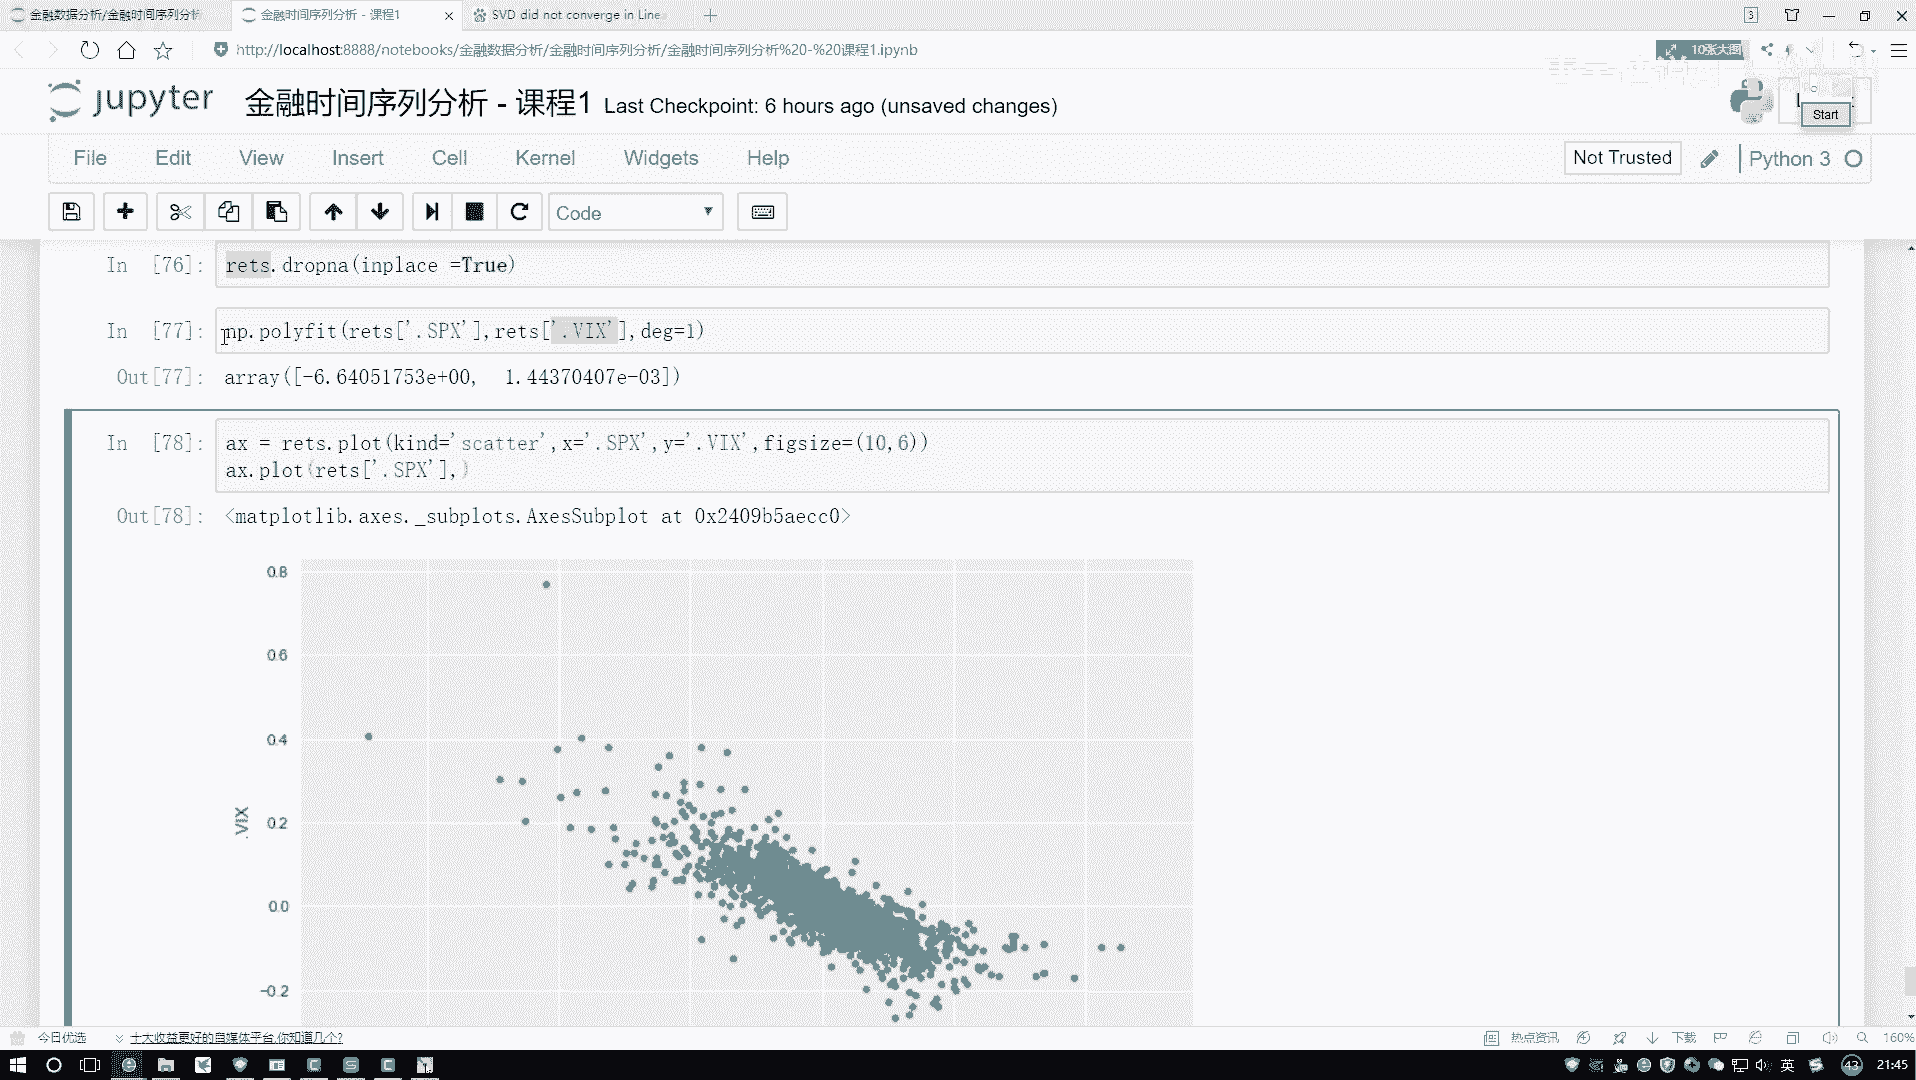 金融数据分析/金融时间序列分析
金融时间序列分析 - 课程1
SVD did not converge in Line
3
http://localhost:8888/notebooks/金融数据分析/金融时间序列分析/金融时间序列分析%20-%20课程1.ipynb
10张大图
jupyter
金融时间序列分析 - 课程1
Last Checkpoint: 6 hours ago (unsaved changes)
Start
File
Edit
View
Insert
Cell
Kernel
Widgets
Help
Not Trusted
Python 3
Code
In [76]:
rets.dropna(inplace =True)
In [77]:
np.polyfit(rets['.SPX'],rets['.VIX'],deg=1)
Out[77]:
array([-6.64051753e+00, 1.44370407e-03])
In [78]:
ax = rets.plot(kind='scatter',x='.SPX',y='.VIX',figsize=(10,6))
ax.plot(rets['.SPX'],)
Out[78]:
<matplotlib.axes._subplots.AxesSubplot at 0x2409b5aecc0>
0.8
0.6
0.4
.VIX
0.2
0.0
−0.2
今日优选
十大收益更好的自媒体平台,你知道几个?
热点资讯
下载
160%
英
43
21:45